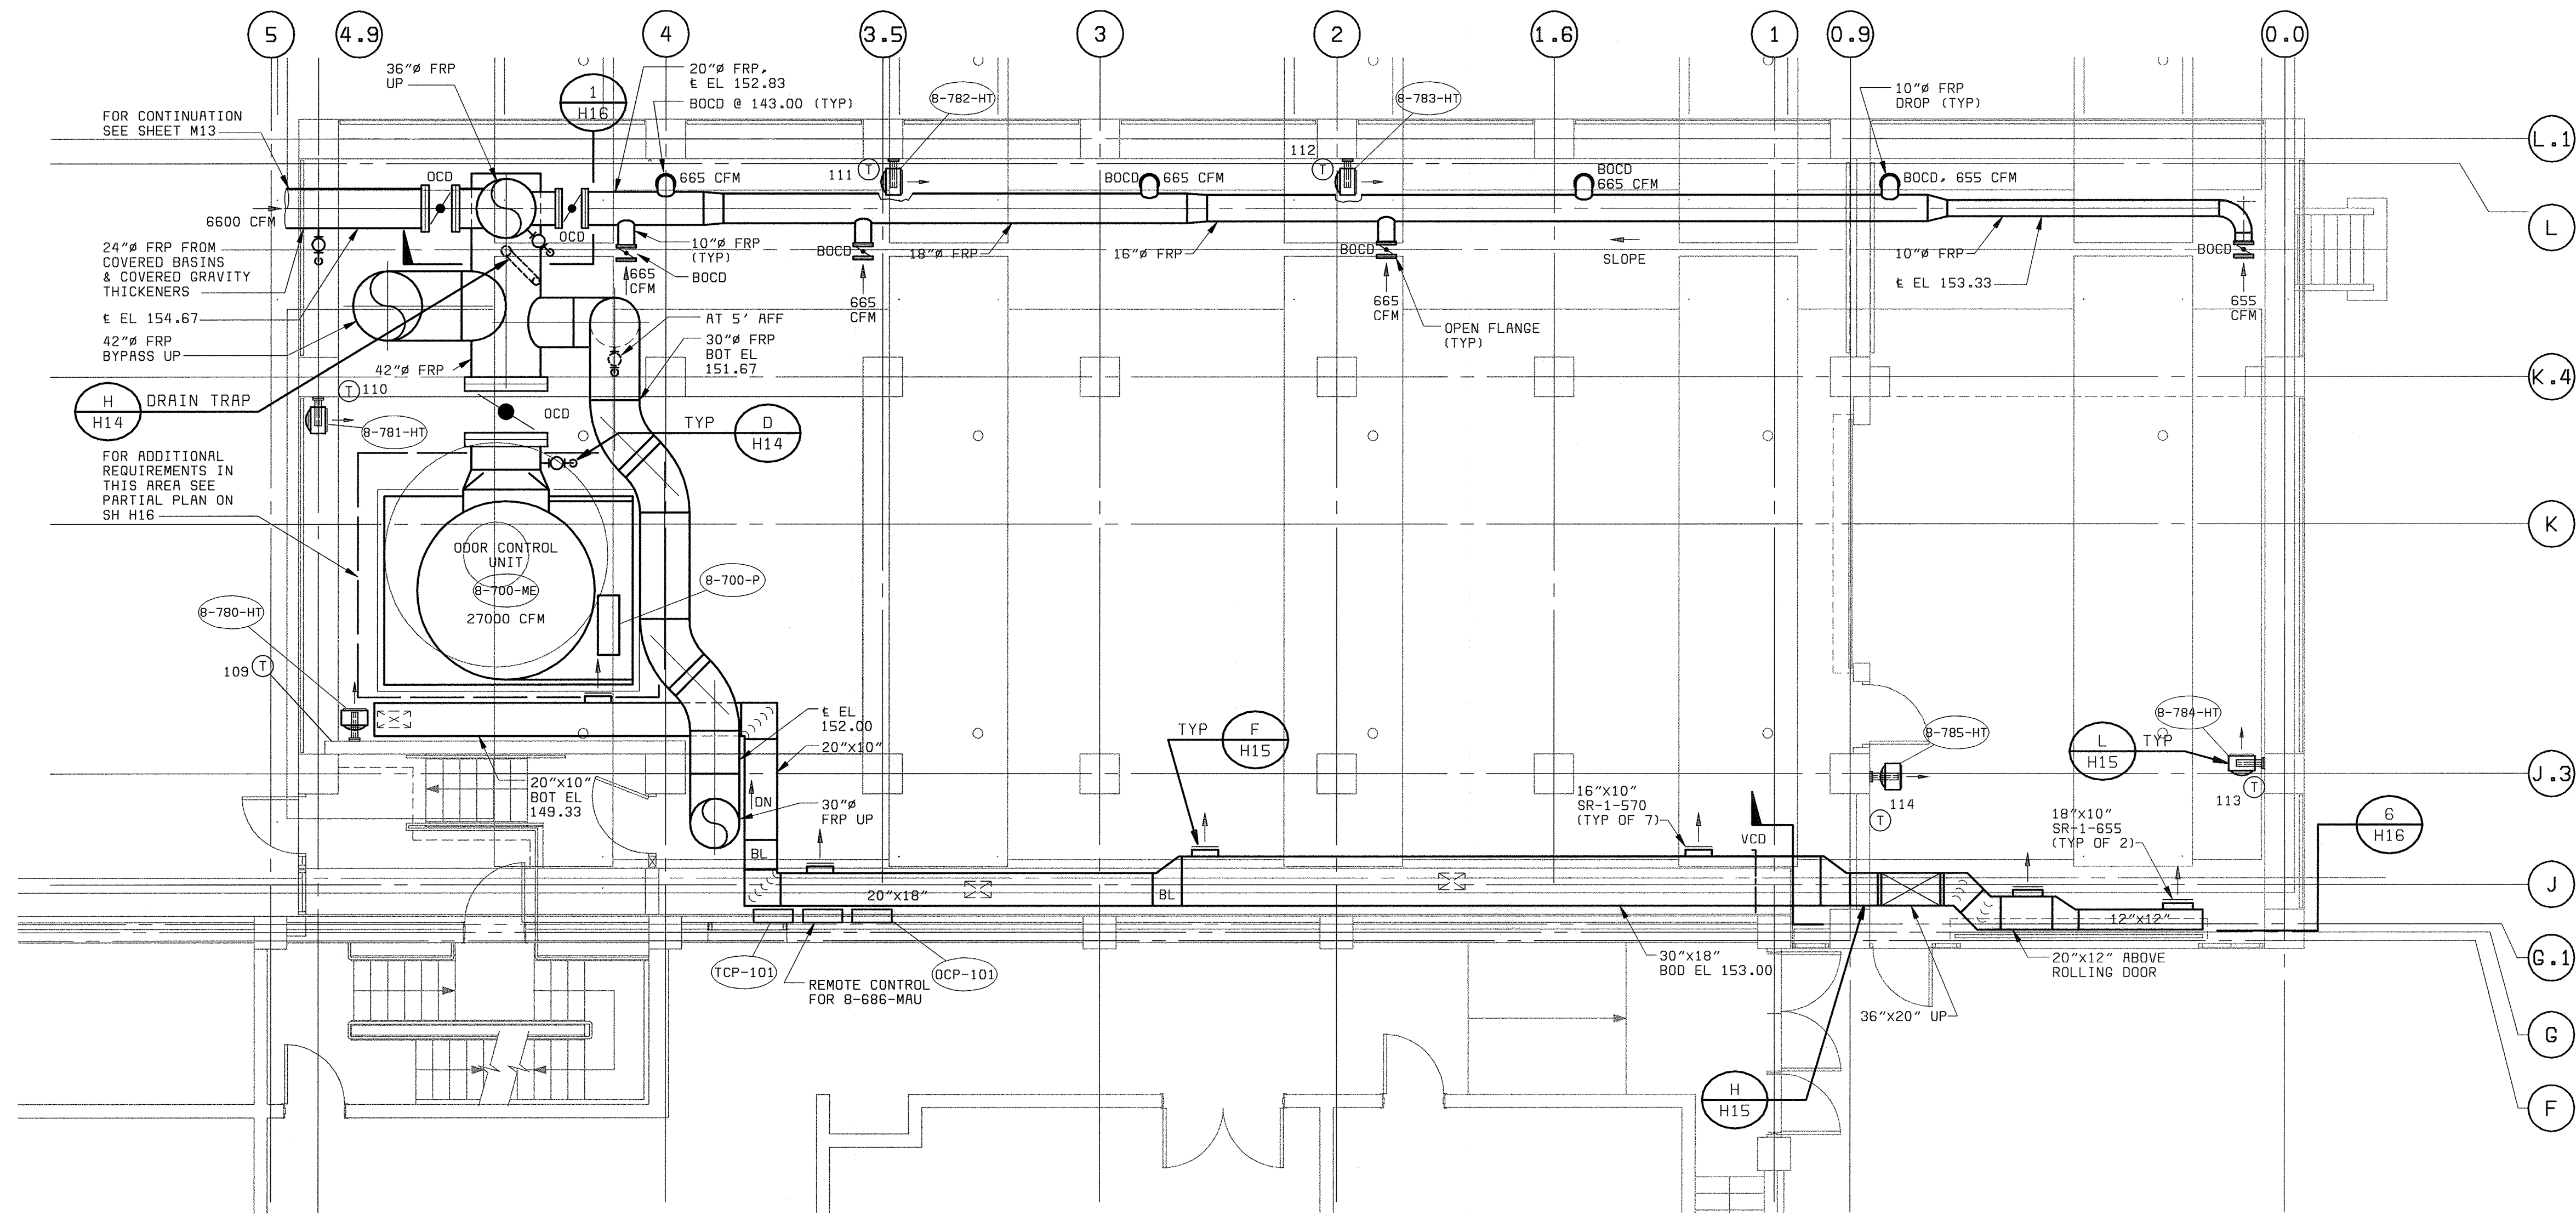 5
4.9
4
3.5
3
2
1.6
1
0.9
0.0
L.1
L
K.4
K
J.3
J
G.1
G
F
36"ø FRP
UP
1
H16
20"ø FRP,
℄ EL 152.83
BOCD @ 143.00 (TYP)
8-782-HT
8-783-HT
10"ø FRP
DROP (TYP)
FOR CONTINUATION
SEE SHEET M13
OCD
665 CFM
111
T
112
T
BOCD
665 CFM
BOCD
665 CFM
BOCD, 655 CFM
6600 CFM
OCD
10"ø FRP
(TYP)
BOCD
665
CFM
BOCD
665
CFM
18"ø FRP
16"ø FRP
BOCD
665
CFM
OPEN FLANGE
(TYP)
SLOPE
10"ø FRP
℄ EL 153.33
BOCD
655
CFM
24"ø FRP FROM
COVERED BASINS
& COVERED GRAVITY
THICKENERS
℄ EL 154.67
42"ø FRP
BYPASS UP
AT 5' AFF
30"ø FRP
BOT EL
151.67
42"ø FRP
H
H14
DRAIN TRAP
T
110
8-781-HT
OCD
TYP
D
H14
FOR ADDITIONAL
REQUIREMENTS IN
THIS AREA SEE
PARTIAL PLAN ON
SH H16
ODOR CONTROL
UNIT
8-700-ME
27000 CFM
8-700-P
8-780-HT
109
T
℄ EL
152.00
20"x10"
20"x10"
BOT EL
149.33
DN
30"ø
FRP UP
BL
TYP
F
H15
16"x10"
SR-1-570
(TYP OF 7)
VCD
8-785-HT
114
T
L
H15
TYP
8-784-HT
113
T
18"x10"
SR-1-655
(TYP OF 2)
6
H16
20"x18"
BL
12"x12"
TCP-101
REMOTE CONTROL
FOR 8-686-MAU
OCP-101
30"x18"
BOD EL 153.00
20"x12" ABOVE
ROLLING DOOR
36"x20" UP
H
H15